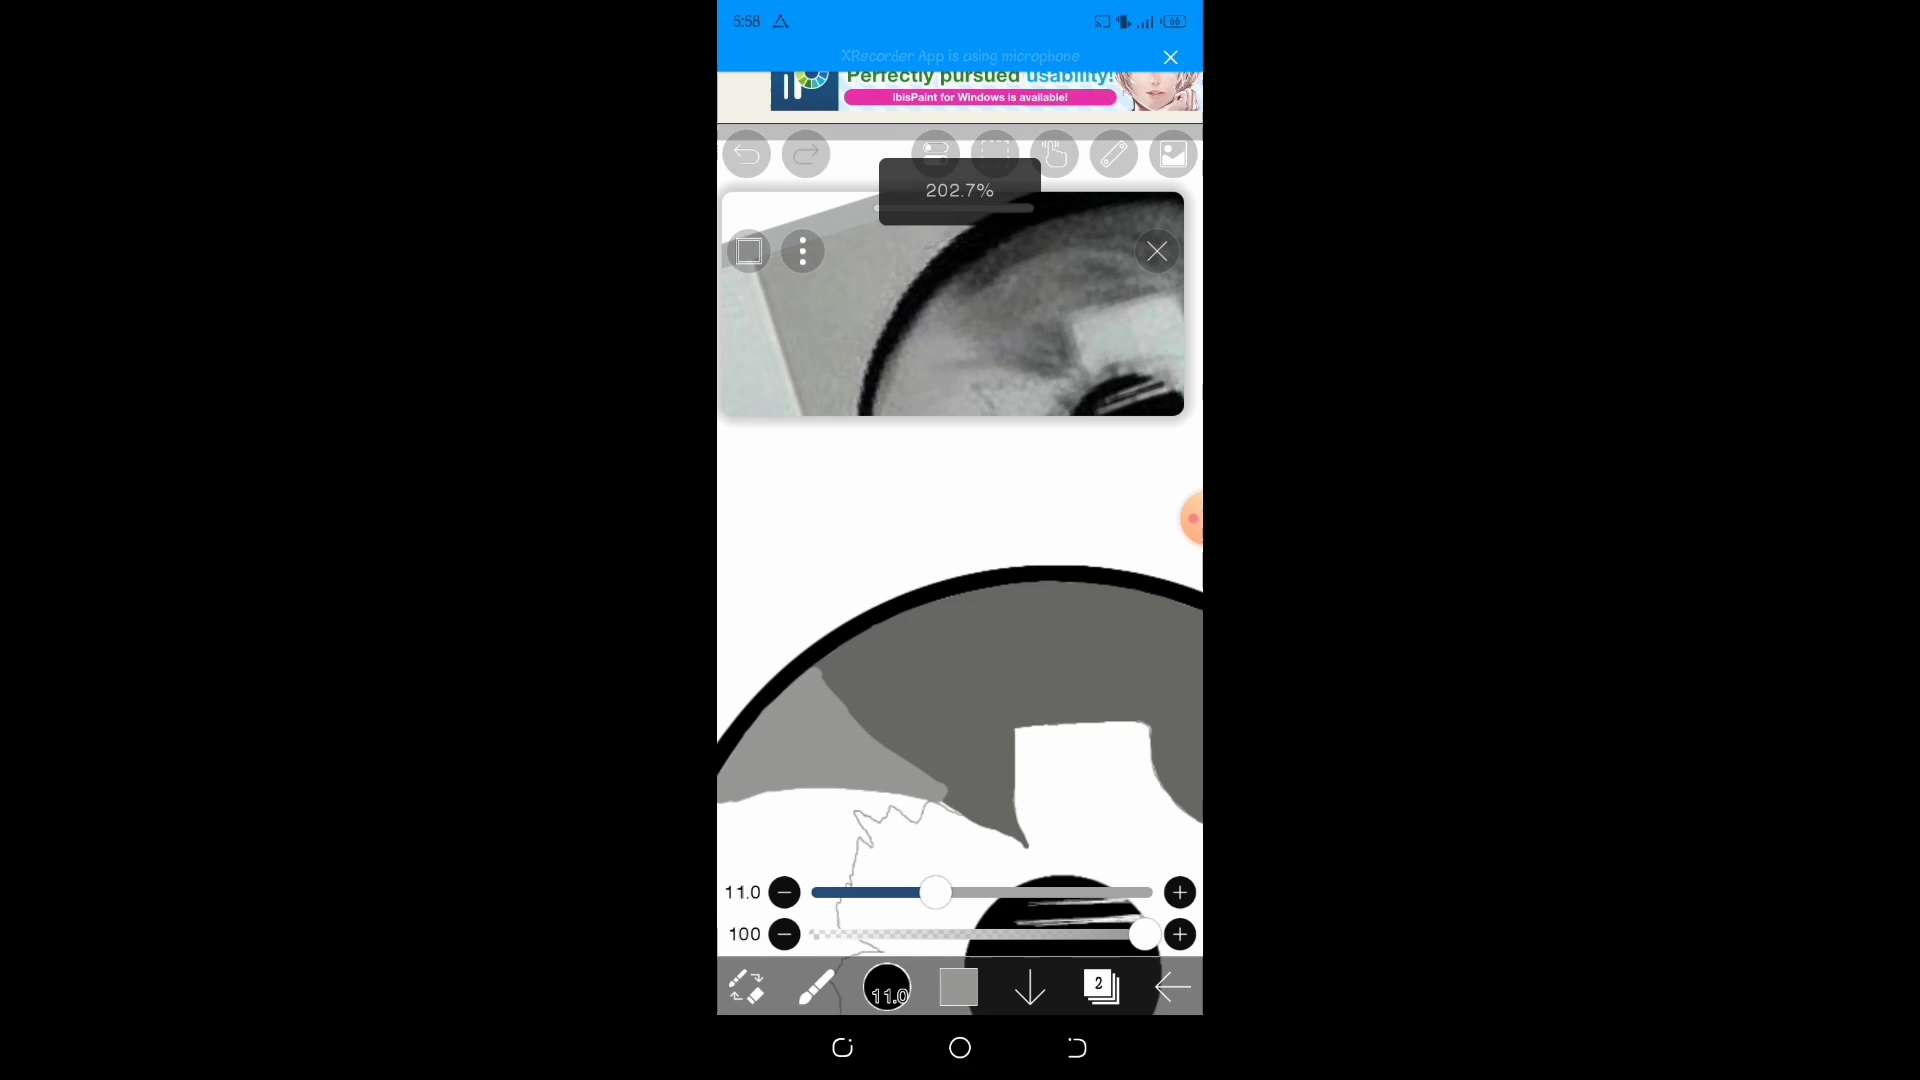 5:58
66
XRecorder App is using microphone
Perfectly pursued usability!
ibisPaint for Windows is available!
202.7%
11.0
100
11.0
2